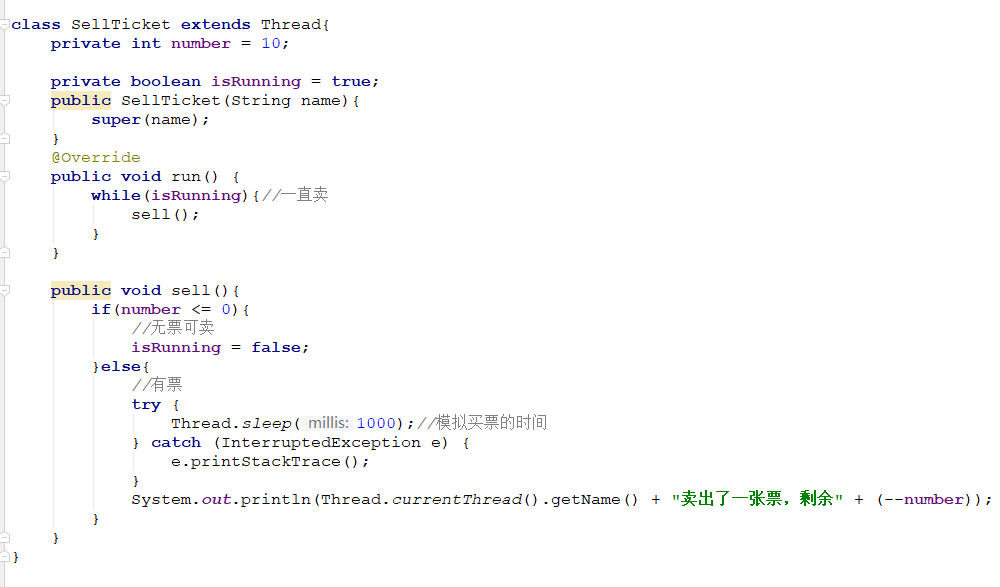 class SellTicket extends Thread{
    private int number = 10;

    private boolean isRunning = true;
    public SellTicket(String name){
        super(name);
    }
    @Override
    public void run() {
        while(isRunning){//一直卖
            sell();
        }
    }

    public void sell(){
        if(number <= 0){
            //无票可卖
            isRunning = false;
        }else{
            //有票
            try {
                Thread.sleep( millis: 1000);//模拟买票的时间
            } catch (InterruptedException e) {
                e.printStackTrace();
            }
            System.out.println(Thread.currentThread().getName() + "卖出了一张票，剩余" + (--number));
        }
    }
}